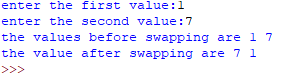 enter the first value:1
enter the second value:7
the values before swapping are 1 7
the value after swapping are 7 1
>>>